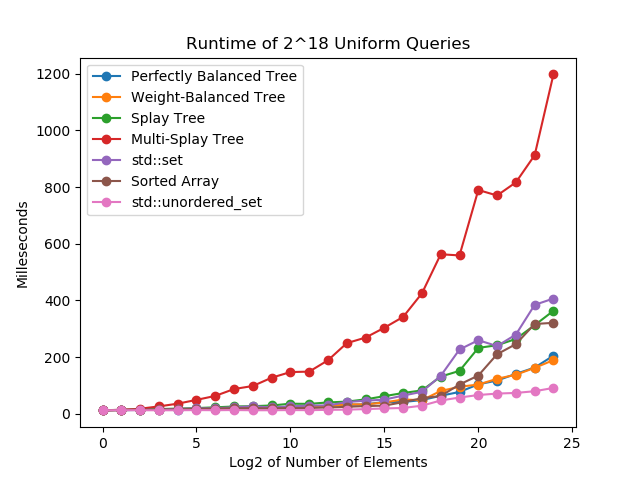 Runtime of 2^18 Uniform Queries
1200
1000
800
600
400
200
0
Milleseconds
Perfectly Balanced Tree
Weight-Balanced Tree
Splay Tree
Multi-Splay Tree
std::set
Sorted Array
std::unordered_set
0 5 10 15 20 25
Log2 of Number of Elements